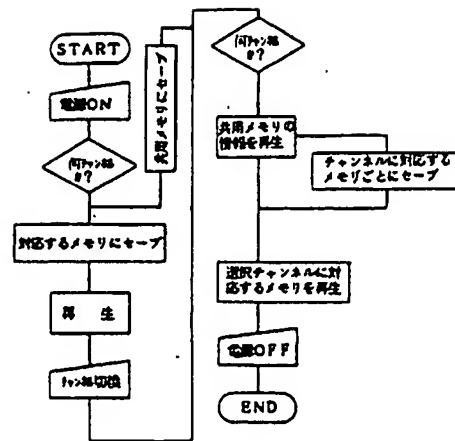 START
電源ON
何チャンネル
か?
対応するメモリにセーブ
再　生
チャンネル切換
共用メモリにセーブ
何チャンネル
か?
共用メモリの
情報を再生
チャンネルに対応する
メモリごとにセーブ
選択チャンネルに対
応するメモリを再生
電源OFF
END